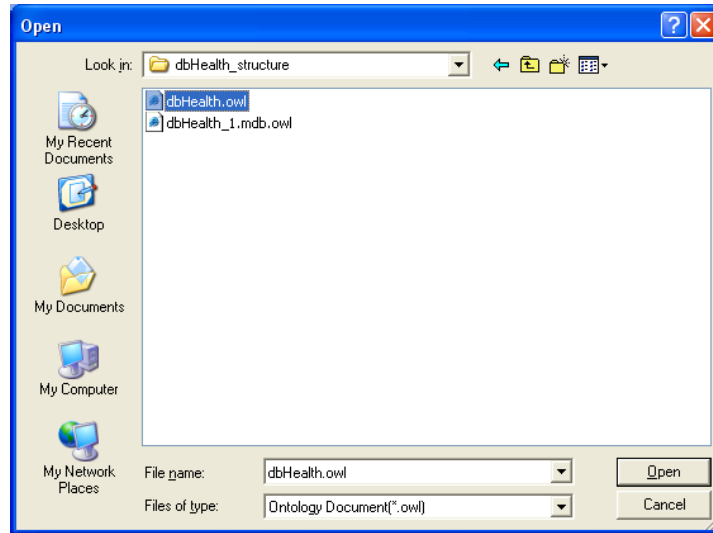 Open
Look in: dbHealth_structure
dbHealth.owl
dbHealth_1.mdb.owl
My Recent
Documents
Desktop
My Documents
My Computer
My Network
Places
File name: dbHealth.owl Open
Files of type: Ontology Document(*.owl) Cancel